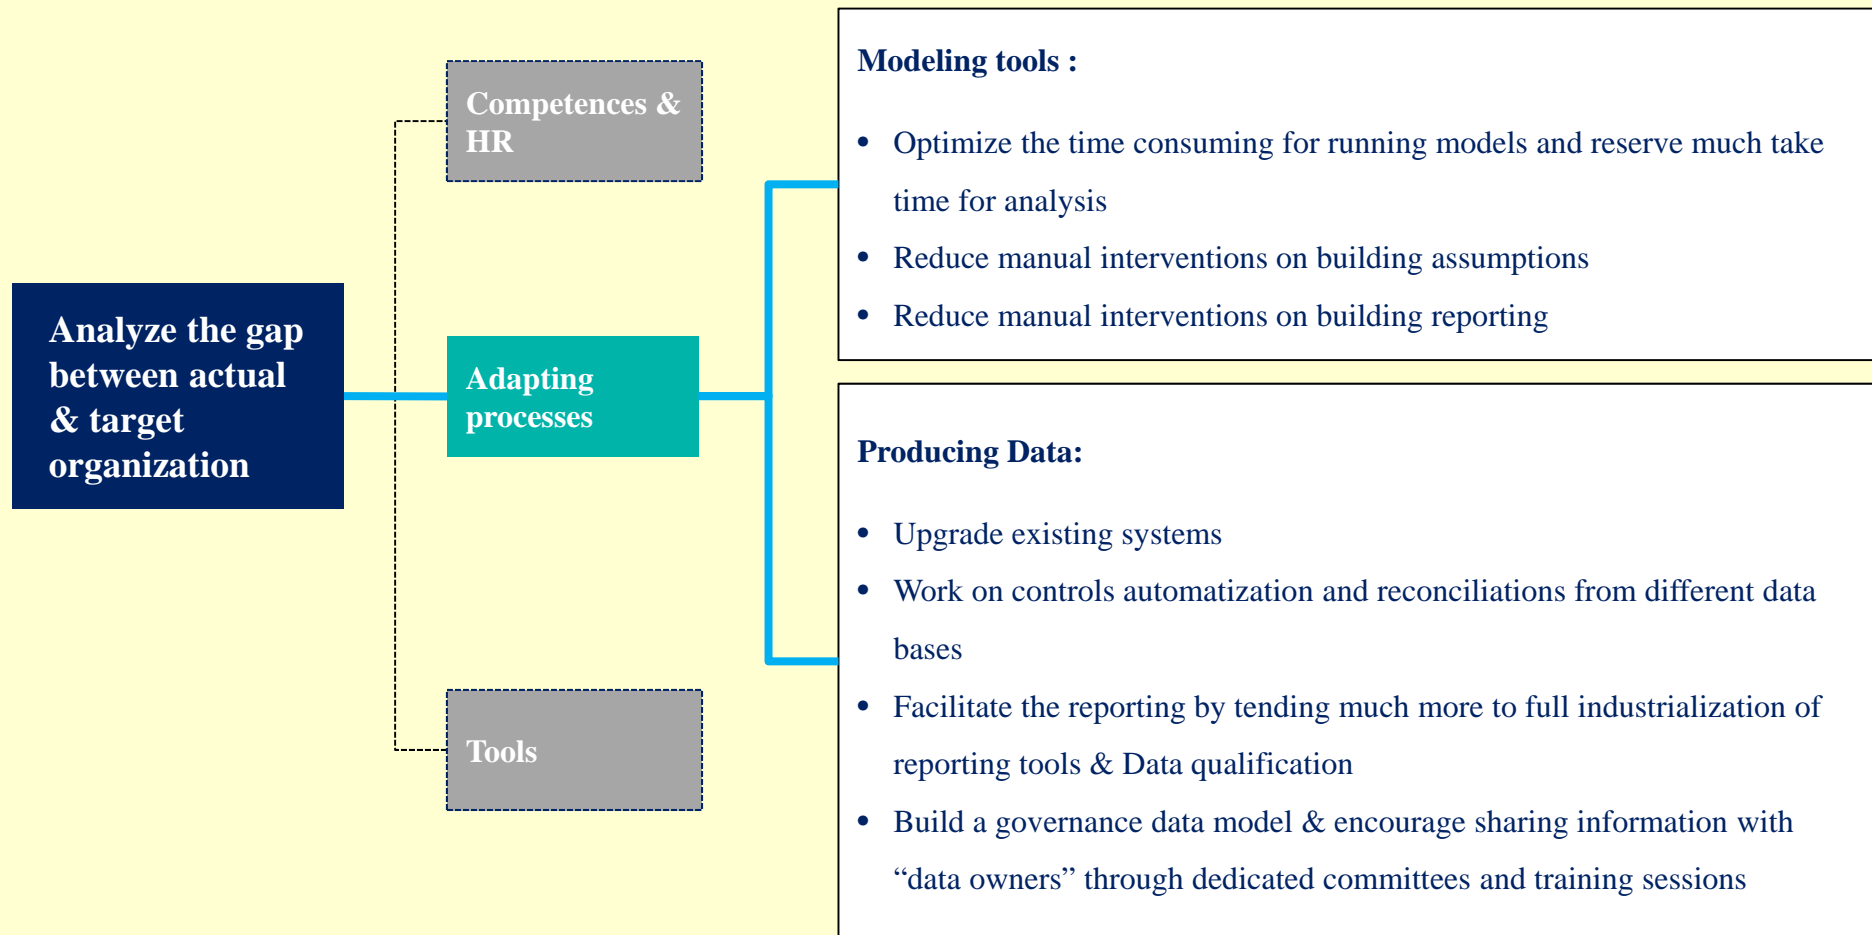 Analyze the gap
between actual
& target
organization
Competences &
HR
Adapting
processes
Tools
Modeling tools :
• Optimize the time consuming for running models and reserve much take
time for analysis
• Reduce manual interventions on building assumptions
• Reduce manual interventions on building reporting
Producing Data:
• Upgrade existing systems
• Work on controls automatization and reconciliations from different data
bases
• Facilitate the reporting by tending much more to full industrialization of
reporting tools & Data qualification
• Build a governance data model & encourage sharing information with
“data owners” through dedicated committees and training sessions